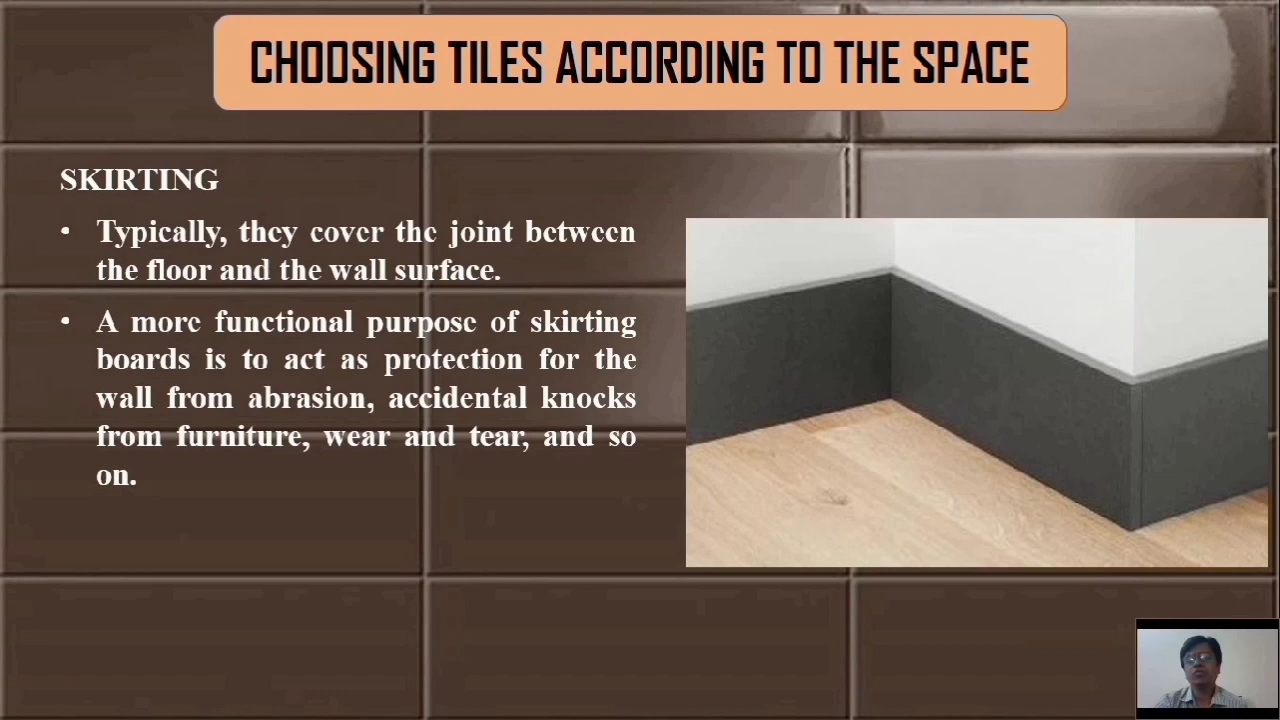 CHOOSING TILES ACCORDING TO THE SPACE
SKIRTING
• Typically, they cover the joint between
the floor and the wall surface.
• A more functional purpose of skirting
boards is to act as protection for the
wall from abrasion, accidental knocks
from furniture, wear and tear, and so
on.